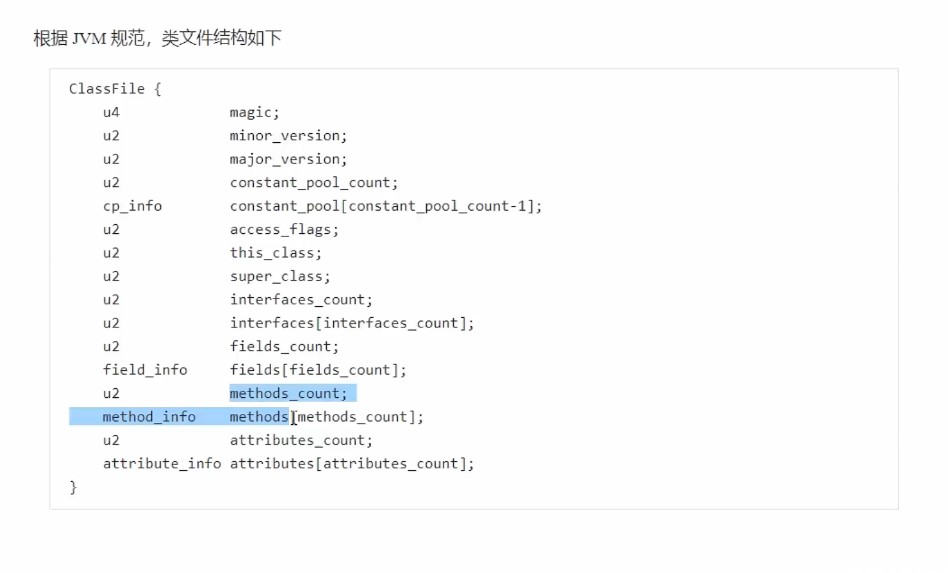 根据 JVM 规范，类文件结构如下
ClassFile {
u4 magic;
u2 minor_version;
u2 major_version;
u2 constant_pool_count;
cp_info constant_pool[constant_pool_count-1];
u2 access_flags;
u2 this_class;
u2 super_class;
u2 interfaces_count;
u2 interfaces[interfaces_count];
u2 fields_count;
field_info fields[fields_count];
u2 methods_count;
method_info methods[methods_count];
u2 attributes_count;
attribute_info attributes[attributes_count];
}